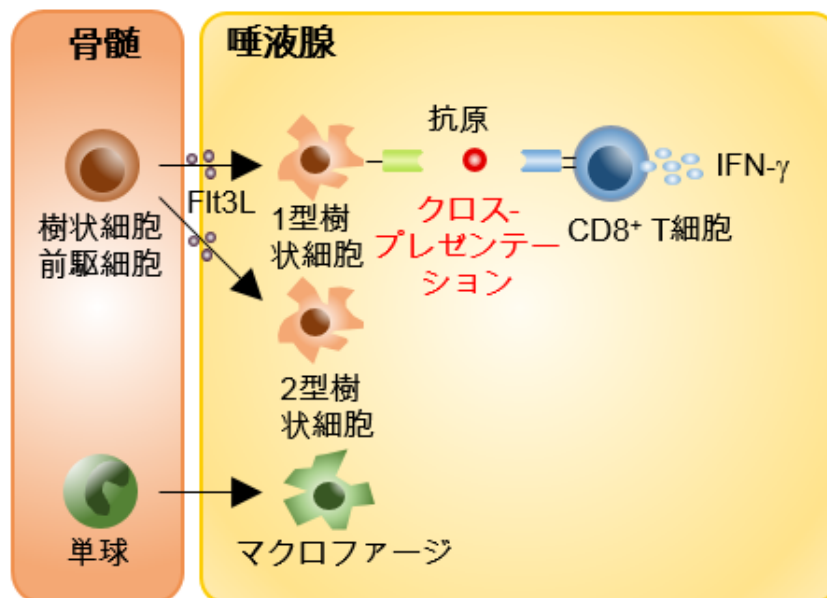 骨髄
唾液腺
抗原
IFN-γ
Flt3L
樹状細胞
前駆細胞
1型樹
状細胞
クロス-
プレゼンテー
ション
CD8⁺ T細胞
2型樹
状細胞
単球
マクロファージ